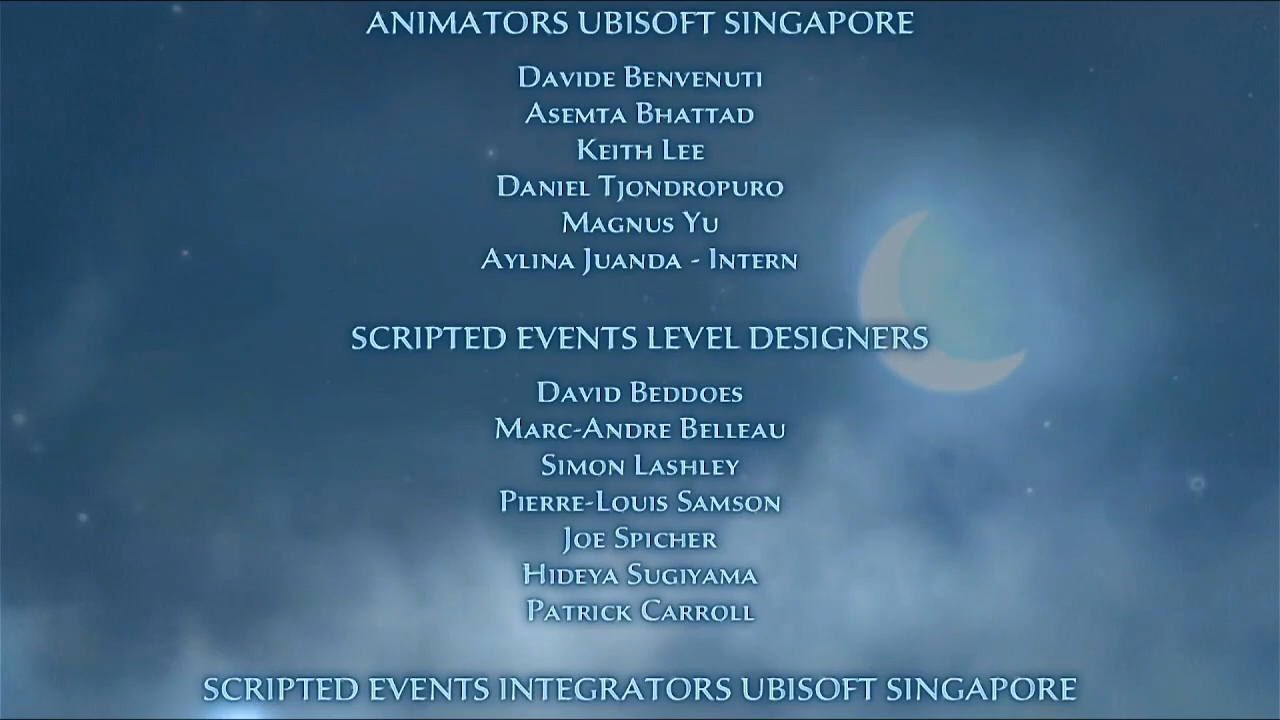 ANIMATORS UBISOFT SINGAPORE
DAVIDE BENVENUTI
ASEMTA BHATTAD
KEITH LEE
DANIEL TJONDROPURO
MAGNUS YU
AYLINA JUANDA - INTERN
SCRIPTED EVENTS LEVEL DESIGNERS
DAVID BEDDOES
MARC-ANDRE BELLEAU
SIMON LASHLEY
PIERRE-LOUIS SAMSON
JOE SPICHER
HIDEYA SUGIYAMA
PATRICK CARROLL
SCRIPTED EVENTS INTEGRATORS UBISOFT SINGAPORE